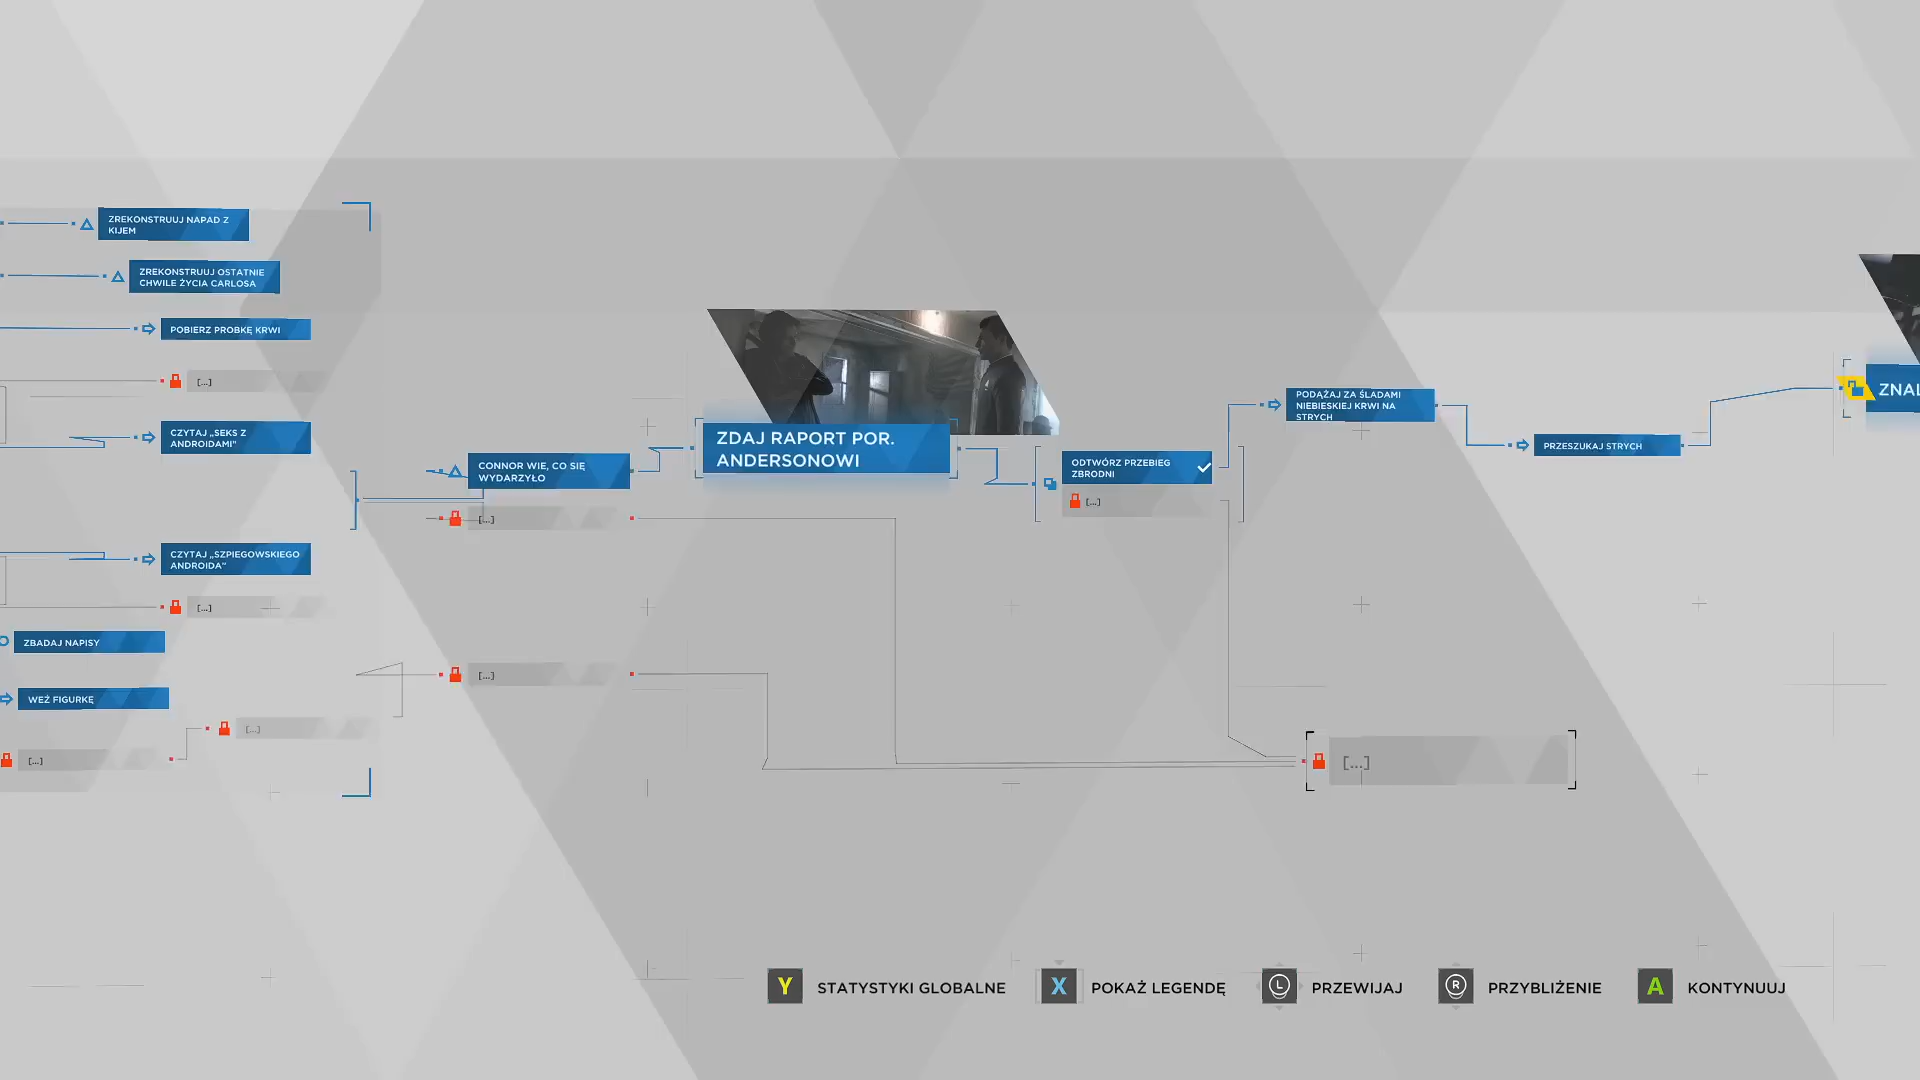 ZREKONSTRUUJ NAPAD Z
KIJEM
ZREKONSTRUUJ OSTATNIE
CHWILE ŻYCIA CARLOSA
POBIERZ PROBKĘ KRWI
[...]
CZYTAJ „SEKS Z
ANDROIDAMI”
CZYTAJ „SZPIEGOWSKIEGO
ANDROIDA”
[...]
ZBADAJ NAPISY
WEŹ FIGURKĘ
[...]
[...]
CONNOR WIE, CO SIĘ
WYDARZYŁO
[...]
[...]
ZDAJ RAPORT POR.
ANDERSONOWI
ODTWÓRZ PRZEBIEG
ZBRODNI
[...]
PODĄŻAJ ZA ŚLADAMI
NIEBIESKIEJ KRWI NA
STRYCH
PRZESZUKAJ STRYCH
ZNAL
[...]
Y STATYSTYKI GLOBALNE
X POKAŻ LEGENDĘ
L PRZEWIJAJ
R PRZYBLIŻENIE
A KONTYNUUJ